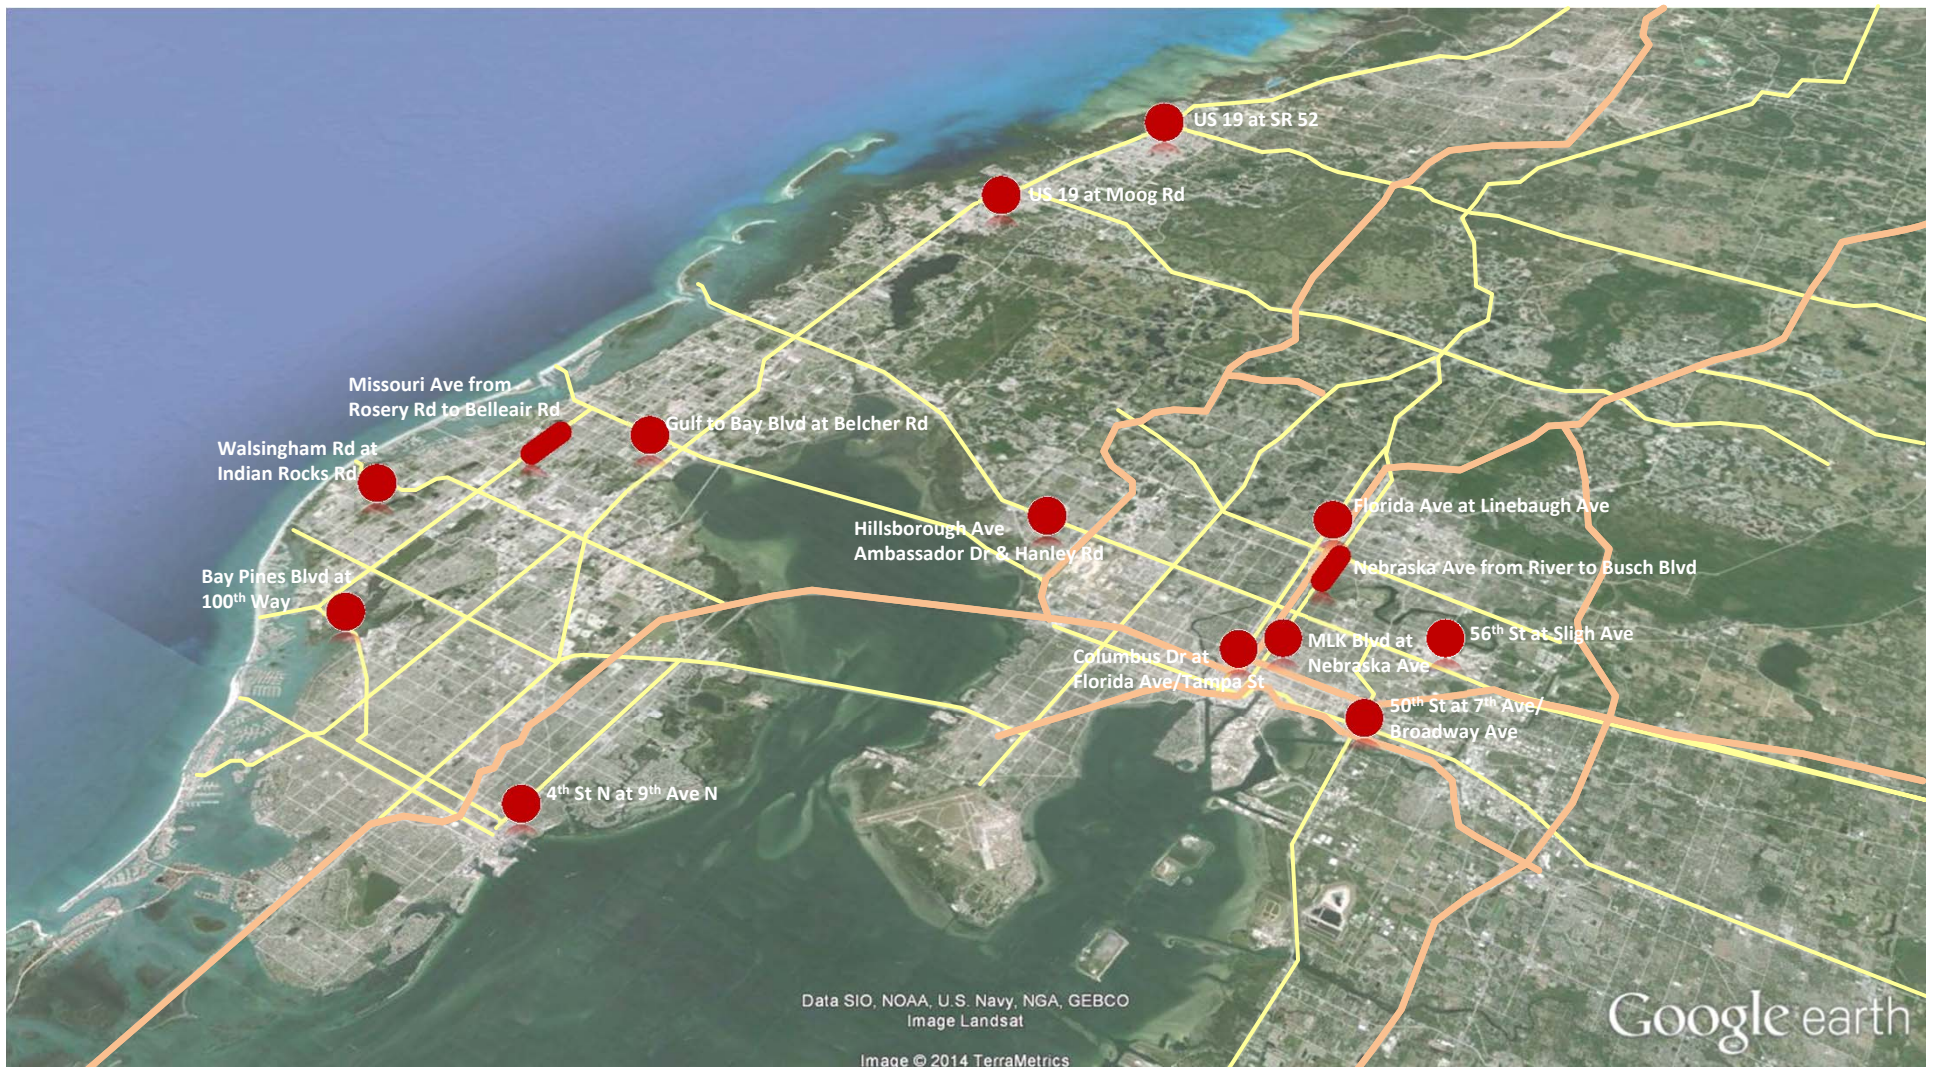 US 19 at SR 52
US 19 at Moog Rd
Missouri Ave from
Rosery Rd to Belleair Rd
Gulf to Bay Blvd at Belcher Rd
Walsingham Rd at
Indian Rocks Rd
Florida Ave at Linebaugh Ave
Hillsborough Ave
Ambassador Dr & Hanley Rd
Nebraska Ave from River to Busch Blvd
Bay Pines Blvd at
100th Way
56th St at Sligh Ave
MLK Blvd at
Nebraska Ave
Columbus Dr at
Florida Ave/Tampa St
50th St at 7th Ave/
Broadway Ave
4th St N at 9th Ave N
Data SIO, NOAA, U.S. Navy, NGA, GEBCO
Image Landsat
Image © 2014 TerraMetrics
Google earth